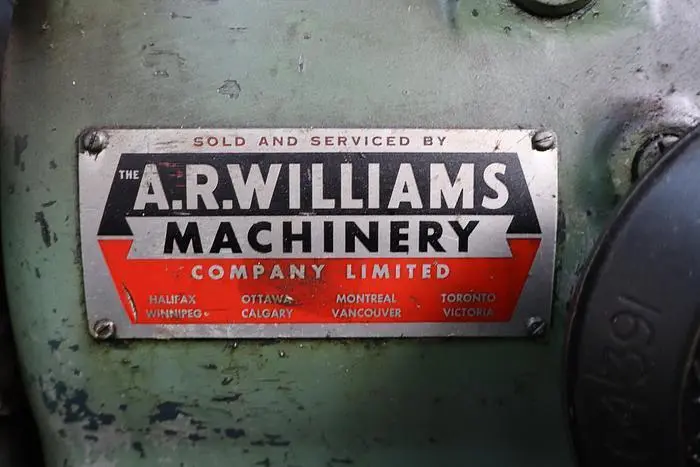 SOLD AND SERVICED BY
THE A.R.WILLIAMS
MACHINERY
COMPANY LIMITED
HALIFAX OTTAWA MONTREAL TORONTO
WINNIPEG CALGARY VANCOUVER VICTORIA